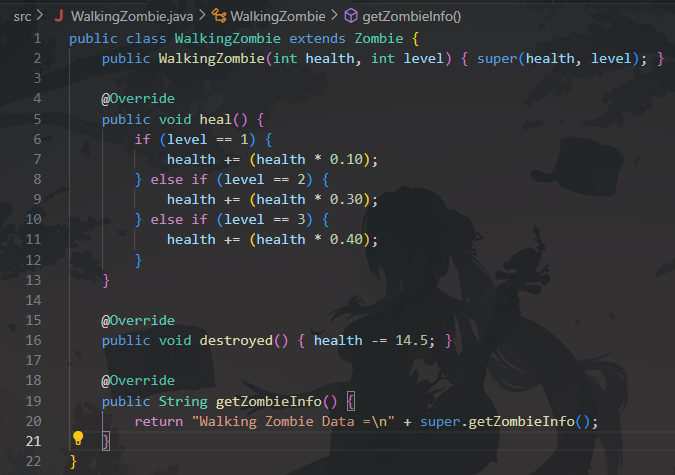 src > J WalkingZombie.java > WalkingZombie > getZombieInfo()
1 public class WalkingZombie extends Zombie {
2     public WalkingZombie(int health, int level) { super(health, level); }
3
4     @Override
5     public void heal() {
6         if (level == 1) {
7             health += (health * 0.10);
8         } else if (level == 2) {
9             health += (health * 0.30);
10         } else if (level == 3) {
11             health += (health * 0.40);
12         }
13     }
14
15     @Override
16     public void destroyed() { health -= 14.5; }
17
18     @Override
19     public String getZombieInfo() {
20         return "Walking Zombie Data =\n" + super.getZombieInfo();
21     }
22 }